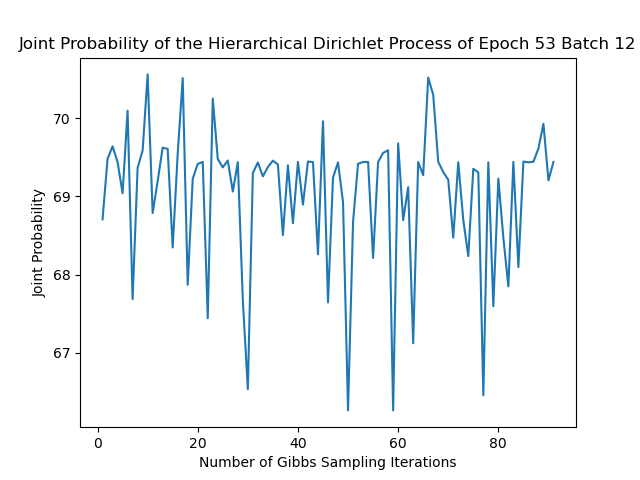 Joint Probability of the Hierarchical Dirichlet Process of Epoch 53 Batch 12
70
69
68
67
Joint Probability
0 20 40 60 80
Number of Gibbs Sampling Iterations